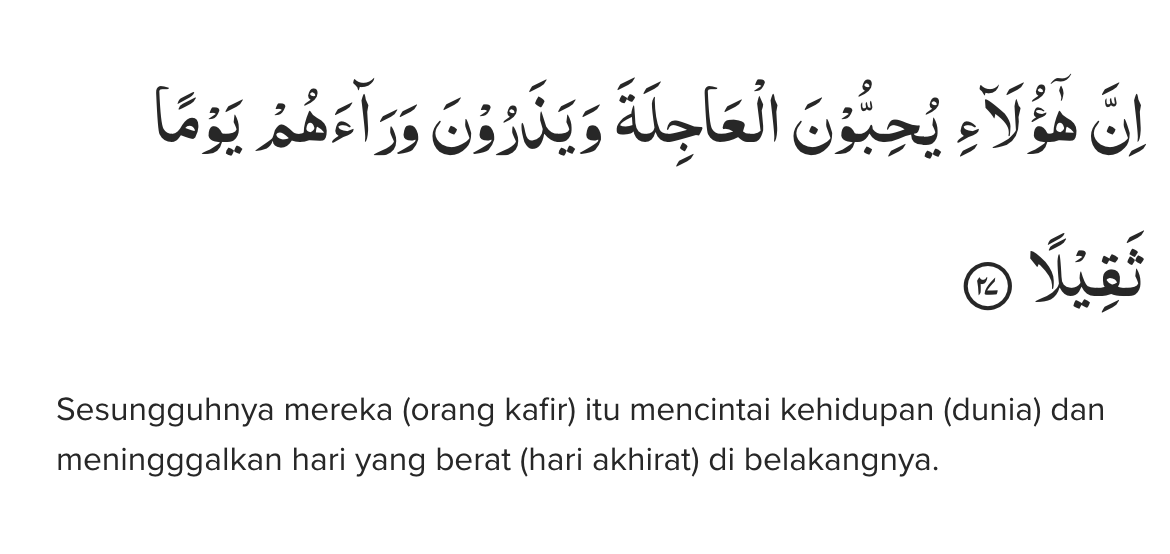 اِنَّ هٰٓؤُلَاۤءِ يُحِبُّوْنَ الْعَاجِلَةَ وَيَذَرُوْنَ وَرَاۤءَهُمْ يَوْمًا
ثَقِيْلًا ۝٢٧
Sesungguhnya mereka (orang kafir) itu mencintai kehidupan (dunia) dan
meningggalkan hari yang berat (hari akhirat) di belakangnya.